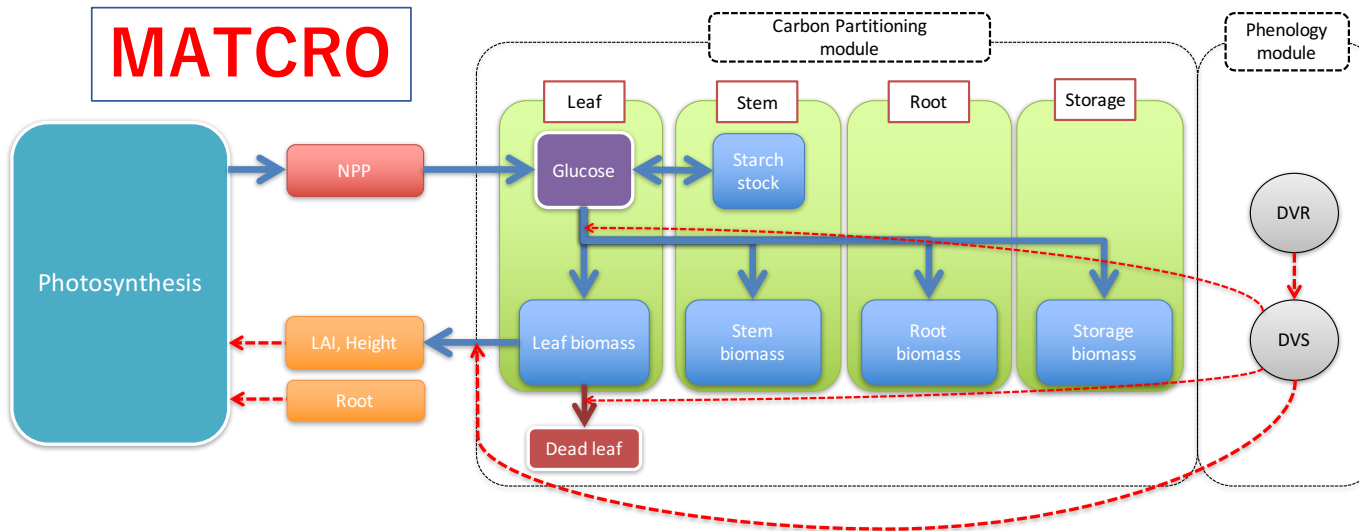 MATCRO
Carbon Partitioning
module
Phenology
module
Leaf
Stem
Root
Storage
Photosynthesis
NPP
Glucose
Starch
stock
DVR
LAI, Height
Leaf biomass
Stem
biomass
Root
biomass
Storage
biomass
DVS
Root
Dead leaf